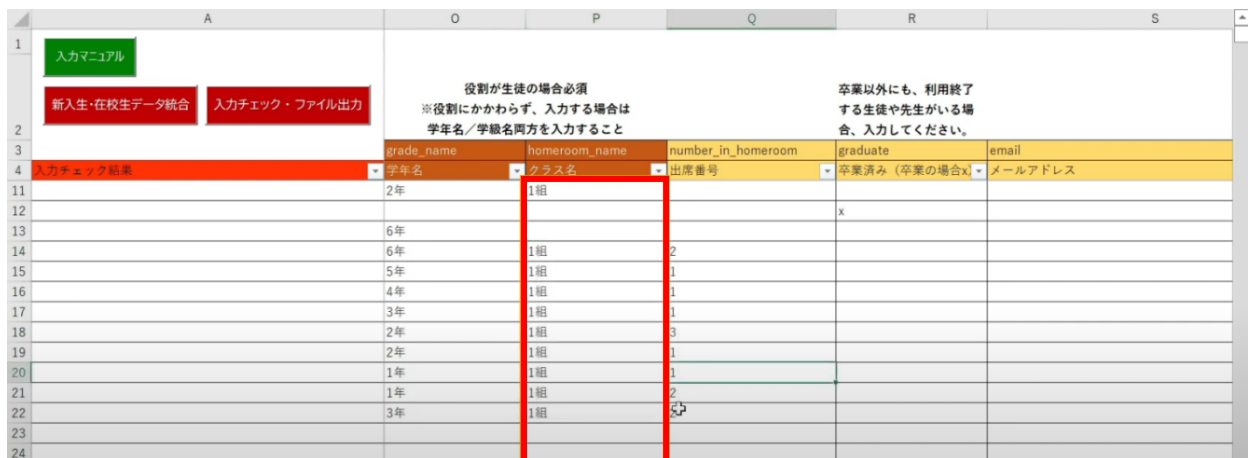 A O P Q R S
1
入力マニュアル
新入生・在校生データ統合 入力チェック・ファイル出力
役割が生徒の場合必須
※役割にかかわらず、入力する場合は
学年名／学級名両方を入力すること
卒業以外にも、利用終了
する生徒や先生がいる場
合、入力してください。
2
3 grade_name homeroom_name number_in_homeroom graduate email
4 入力チェック結果 学年名 クラス名 出席番号 卒業済み（卒業の場合x） メールアドレス
11 2年 1組
12 x
13 6年
14 6年 1組 2
15 5年 1組 1
16 4年 1組 1
17 3年 1組 1
18 2年 1組 3
19 2年 1組 1
20 1年 1組 1
21 1年 1組 2
22 3年 1組
23
24